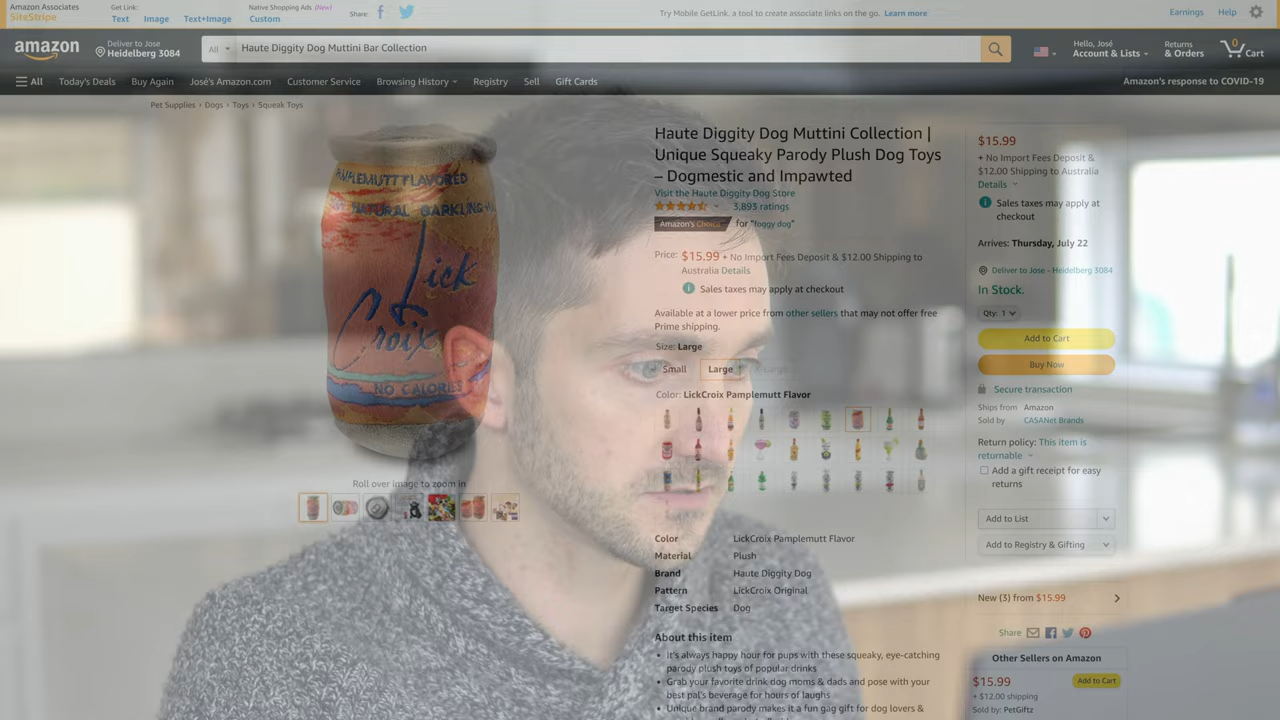 Amazon Associates
SiteStripe
Get Link:
Text Image Text+Image
Native Shopping Ads (New)
Custom
Share:
Try Mobile GetLink, a tool to create associate links on the go. Learn more
Earnings Help
amazon
Deliver to Jose
Heidelberg 3084
All
Haute Diggity Dog Muttini Bar Collection
Hello, José
Account & Lists
Returns
& Orders
0
Cart
All Today's Deals Buy Again José's Amazon.com Customer Service Browsing History Registry Sell Gift Cards
Amazon's response to COVID-19
Pet Supplies › Dogs › Toys › Squeak Toys
Lick
Croix
NO CALORIES
Roll over image to zoom in
Haute Diggity Dog Muttini Collection |
Unique Squeaky Parody Plush Dog Toys
– Dogmestic and Impawted
Visit the Haute Diggity Dog Store
3,893 ratings
Amazon's Choice for "foggy dog"
Price: $15.99 + No Import Fees Deposit & $12.00 Shipping to
Australia Details
Sales taxes may apply at checkout
Available at a lower price from other sellers that may not offer free
Prime shipping.
Size: Large
Small Large
Color: LickCroix Pamplemutt Flavor
Color LickCroix Pamplemutt Flavor
Material Plush
Brand Haute Diggity Dog
Pattern LickCroix Original
Target Species Dog
About this item
It's always happy hour for pups with these squeaky, eye-catching
parody plush toys of popular drinks
Grab your favorite drink dog moms & dads and pose with your
best pal's beverage for hours of laughs
Unique brand parody makes it a fun gag gift for dog lovers &
$15.99
+ No Import Fees Deposit &
$12.00 Shipping to Australia
Details
Sales taxes may apply at
checkout
Arrives: Thursday, July 22
Deliver to Jose - Heidelberg 3084
In Stock.
Qty: 1
Add to Cart
Buy Now
Secure transaction
Ships from Amazon
Sold by CASANet Brands
Return policy: This item is
returnable
Add a gift receipt for easy
returns
Add to List
Add to Registry & Gifting
New (3) from $15.99
Share
Other Sellers on Amazon
$15.99
Add to Cart
+ $12.00 shipping
Sold by: PetGiftz